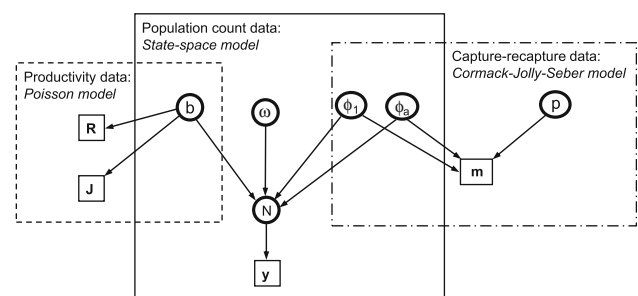 Population count data:
State-space model
Productivity data:
Poisson model
Capture-recapture data:
Cormack-Jolly-Seber model
b
ω
ϕ₁
ϕₐ
p
R
J
m
N
y